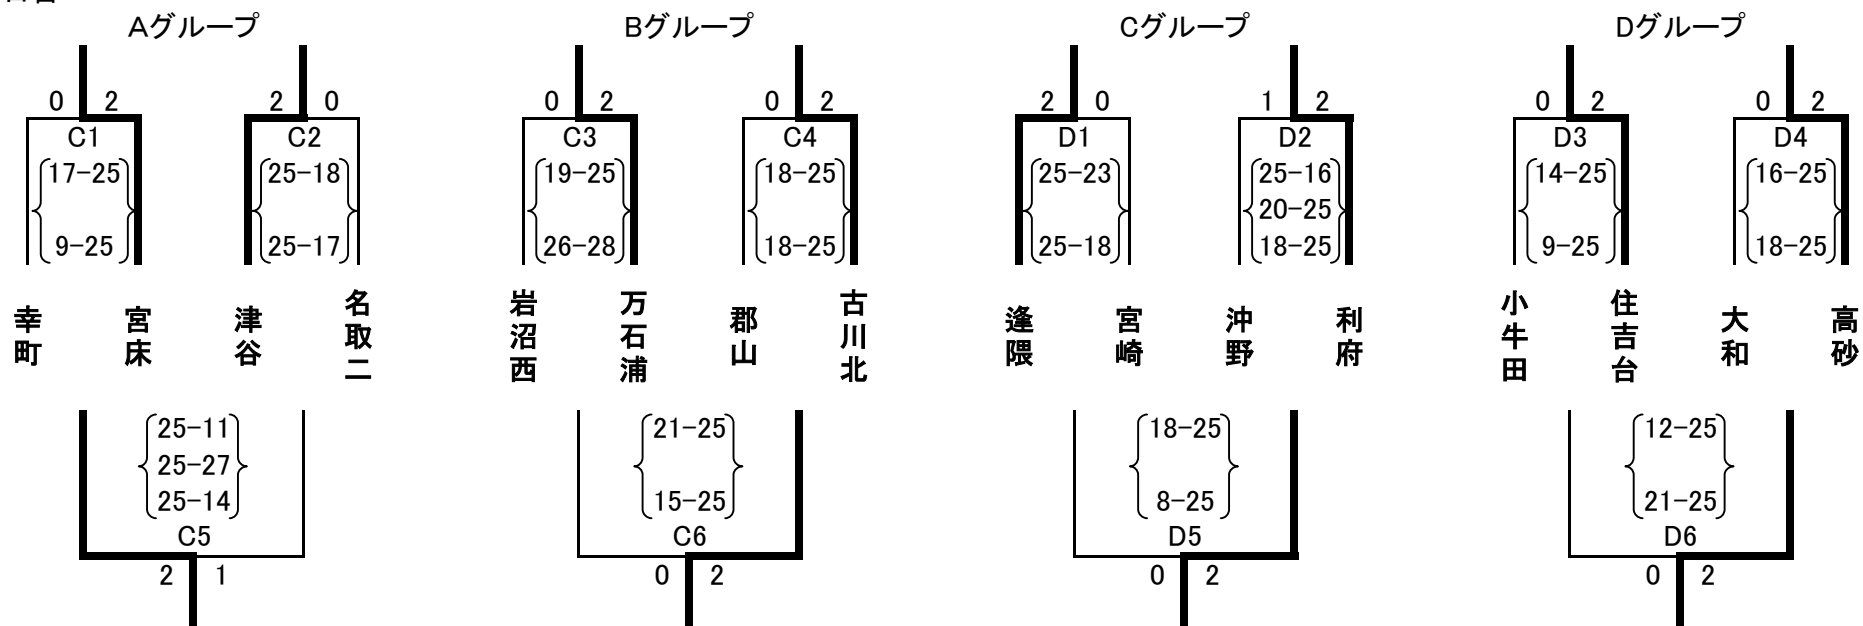 Aグループ
Bグループ
Cグループ
Dグループ
0 2
2 0
0 2
0 2
2 0
1 2
0 2
0 2
C1
C2
C3
C4
D1
D2
D3
D4
17-25
25-18
19-25
18-25
25-23
25-16
14-25
16-25
20-25
9-25
25-17
26-28
18-25
25-18
18-25
9-25
18-25
幸町
宮床
津谷
名取二
岩沼西
万石浦
郡山
古川北
逢隈
宮崎
沖野
利府
小牛田
住吉台
大和
高砂
25-11
21-25
18-25
12-25
25-27
25-14
15-25
8-25
21-25
C5
C6
D5
D6
2 1
0 2
0 2
0 2